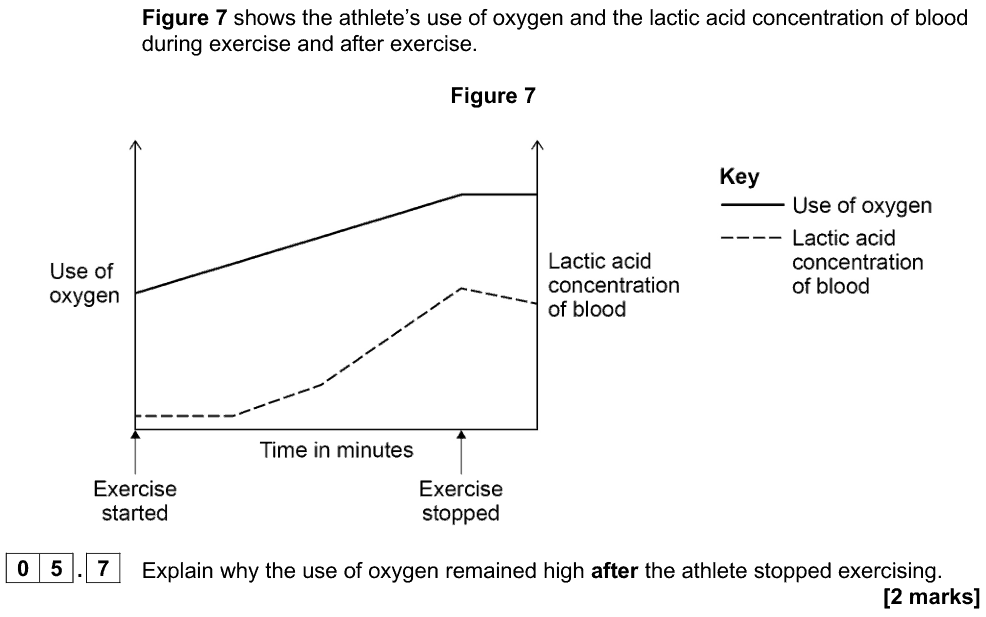 Figure 7 shows the athlete's use of oxygen and the lactic acid concentration of blood
during exercise and after exercise.
Figure 7
Key
Use of oxygen
Lactic acid
concentration
of blood
Use of
oxygen
Lactic acid
concentration
of blood
Time in minutes
Exercise
started
Exercise
stopped
0 5 . 7 Explain why the use of oxygen remained high after the athlete stopped exercising.
[2 marks]